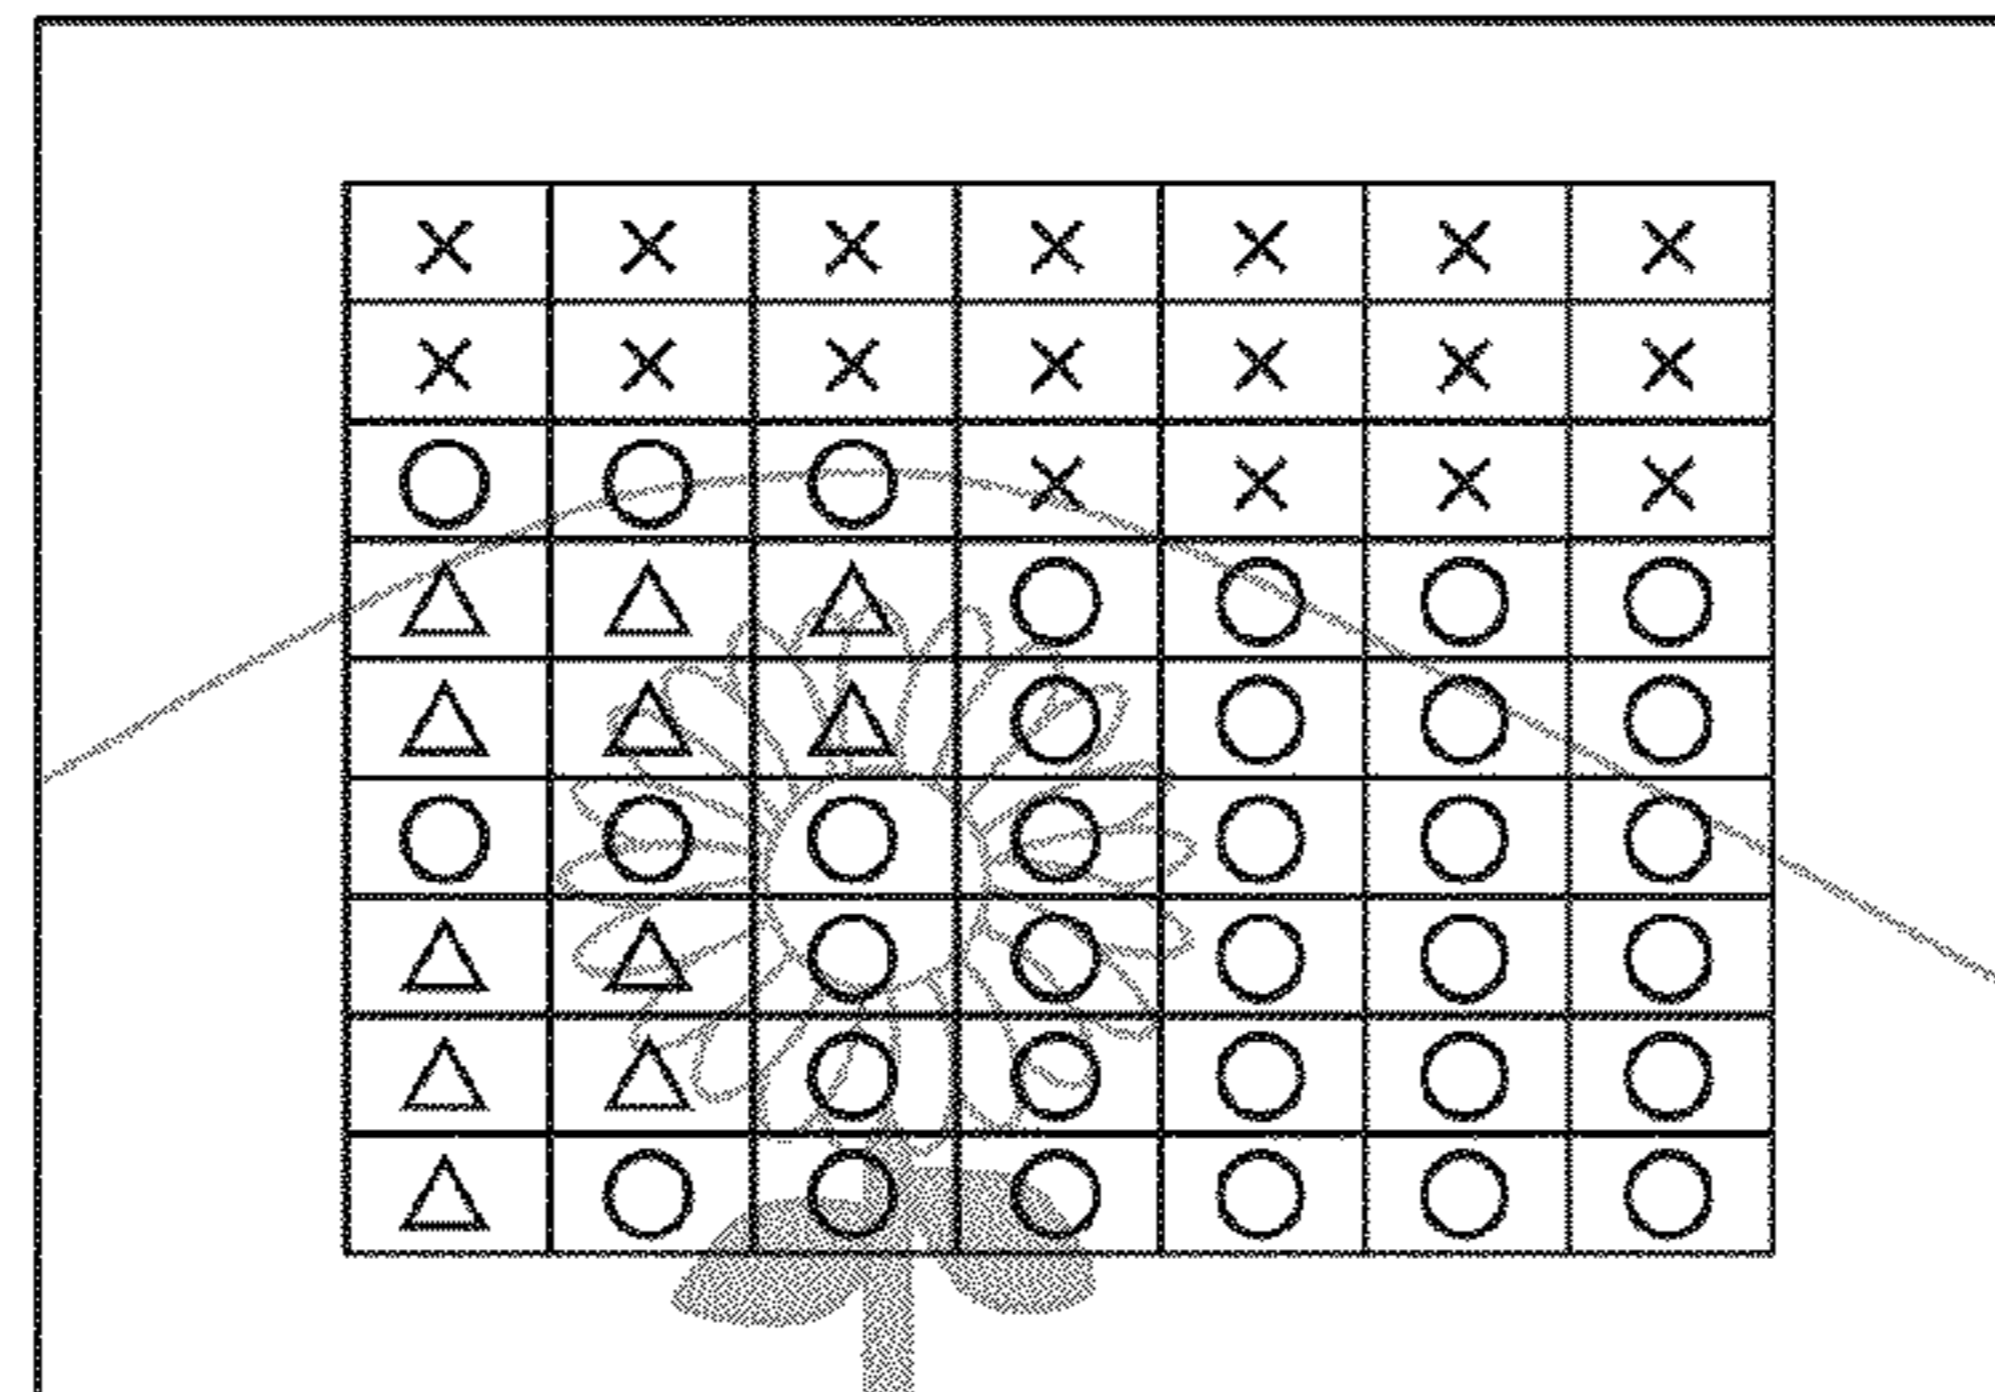 × × × × × × ×
× × × × × × ×
○ ○ ○ × × × ×
△ △ △ ○ ○ ○ ○
△ △ △ ○ ○ ○ ○
○ ○ ○ ○ ○ ○ ○
△ △ ○ ○ ○ ○ ○
△ △ ○ ○ ○ ○ ○
△ ○ ○ ○ ○ ○ ○